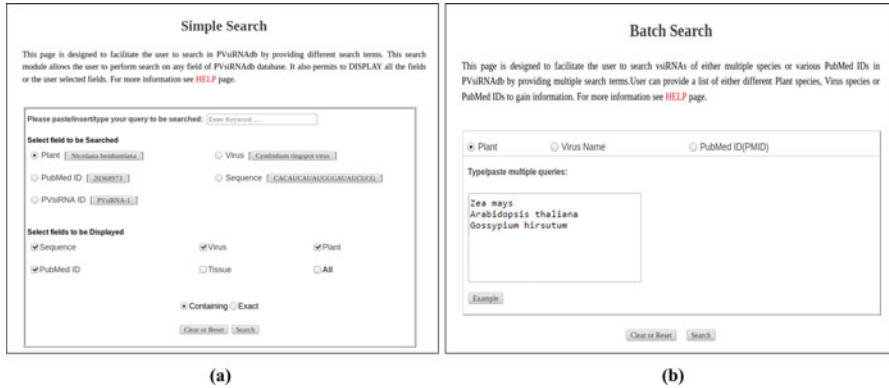 Simple Search
This page is designed to facilitate the user to search in PVsiRNAdb by providing different search terms. This search
module allows the user to perform search on any field of PVsiRNAdb database. It also permits to DISPLAY all the fields
or the user selected fields. For more information see HELP page.
Please paste/insert/type your query to be searched: Enter Keyword ....
Select field to be Searched
Plant [ Nicotiana benthamiana ] Virus [ Cymbidium ringspot virus ]
PubMed ID [ 20368973 ] Sequence [ CACAUCAUAUGGGAUAUCUCG ]
PVsiRNA ID [ PVsiRNA-1 ]
Select fields to be Displayed
Sequence Virus Plant
PubMed ID Tissue All
Containing Exact
Clear or Reset Search
(a)
Batch Search
This page is designed to facilitate the user to search vsiRNAs of either multiple species or various PubMed IDs in
PVsiRNAdb by providing multiple search terms.User can provide a list of either different Plant species, Virus species or
PubMed IDs to gain information. For more information see HELP page.
Plant Virus Name PubMed ID(PMID)
Type/paste multiple queries:
Zea mays
Arabidopsis thaliana
Gossypium hirsutum
Example
Clear or Reset Search
(b)